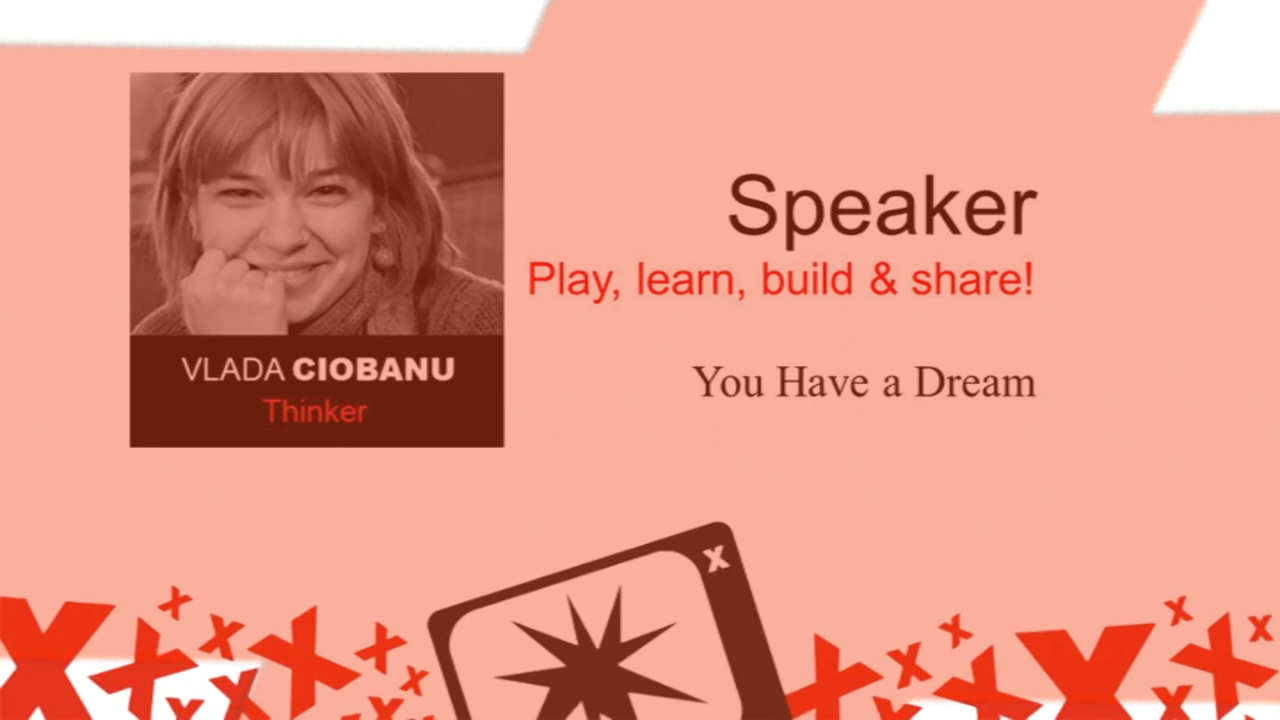 Speaker
Play, learn, build & share!
You Have a Dream
VLADA CIOBANU
Thinker